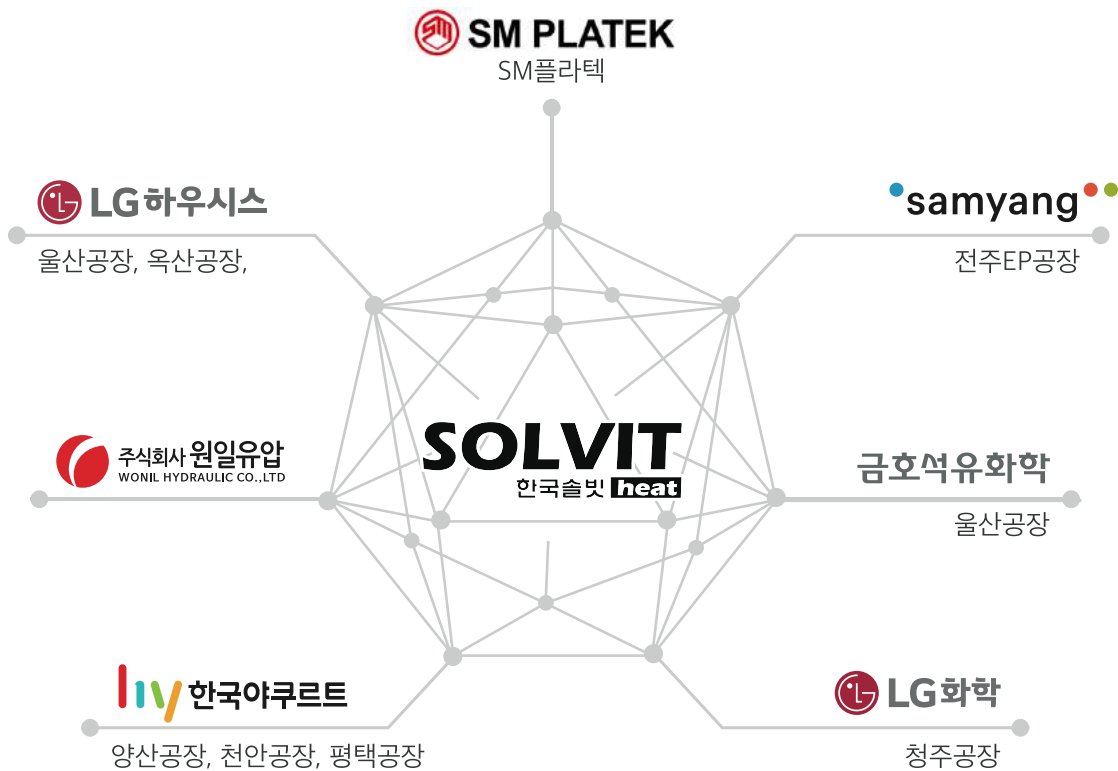 SM PLATEK
SM플라텍
LG하우시스
울산공장, 옥산공장,
samyang
전주EP공장
주식회사 원일유압
WONIL HYDRAULIC CO.,LTD
SOLVIT
한국솔빗 heat
금호석유화학
울산공장
hy 한국야쿠르트
양산공장, 천안공장, 평택공장
LG화학
청주공장